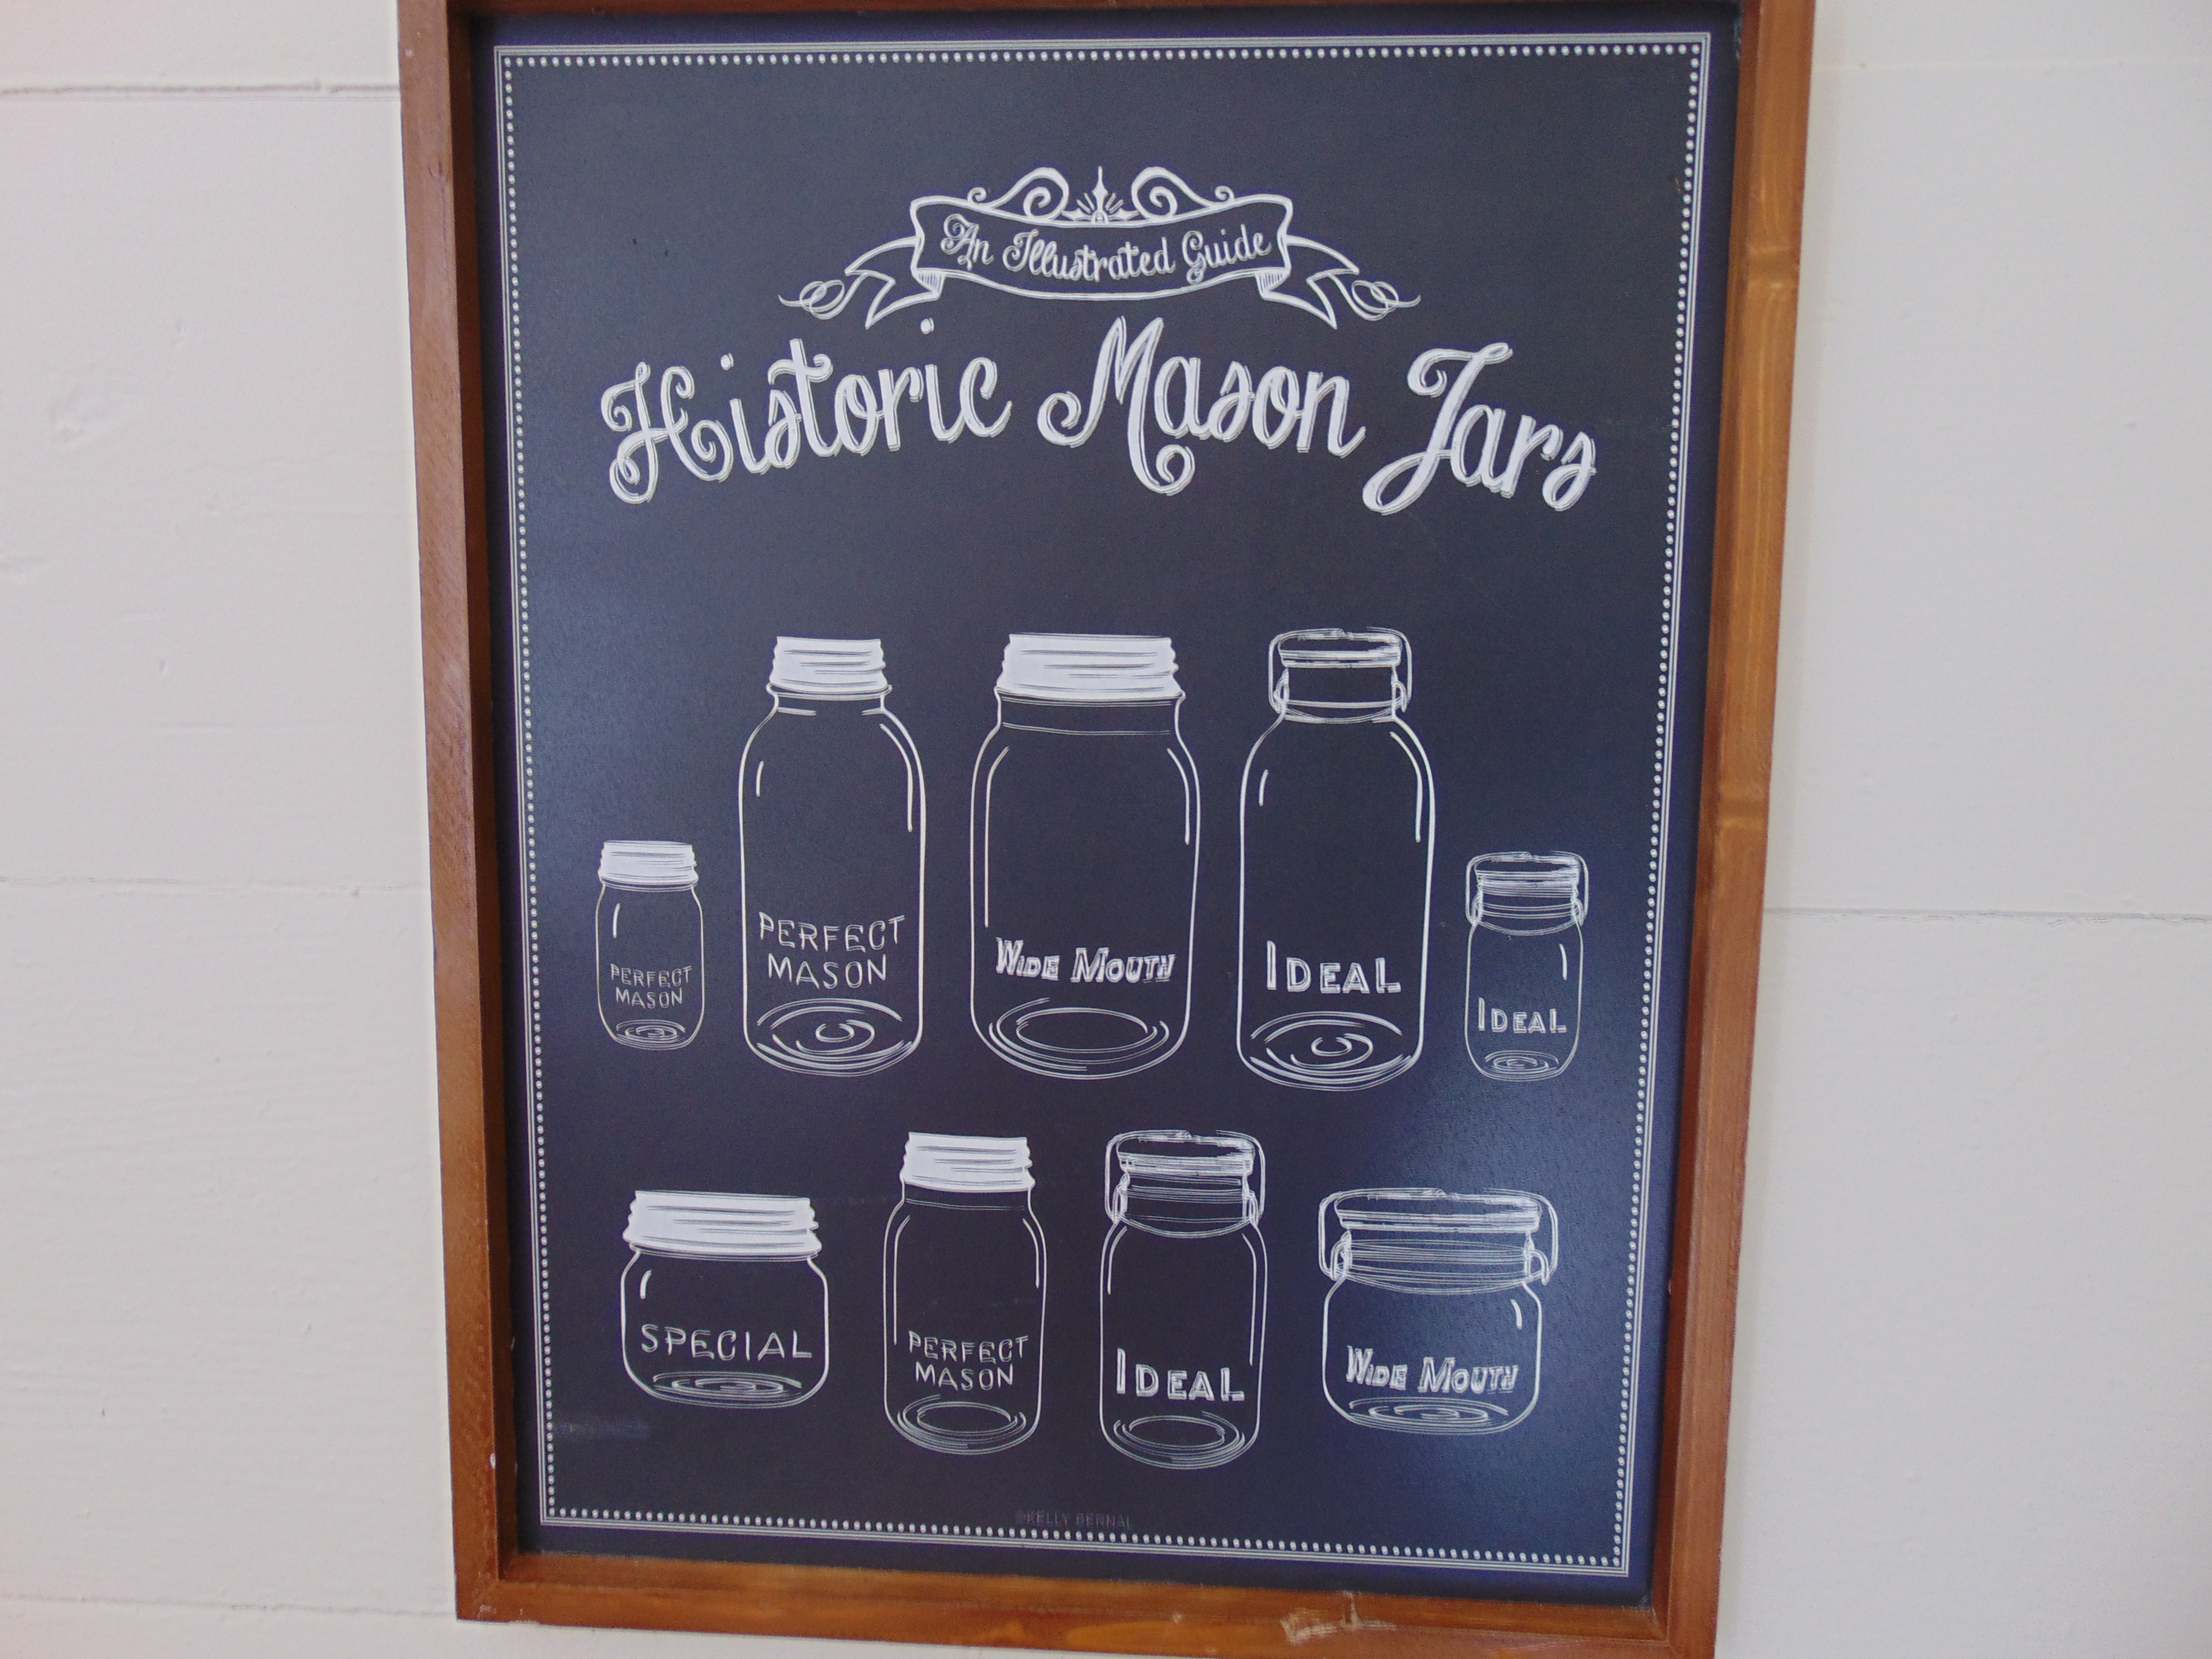 An Illustrated Guide
Historic Mason Jars
PERFECT
MASON
PERFECT
MASON
WIDE MOUTH
IDEAL
IDEAL
SPECIAL
PERFECT
MASON
IDEAL
WIDE MOUTH
©KELLY BERNAL